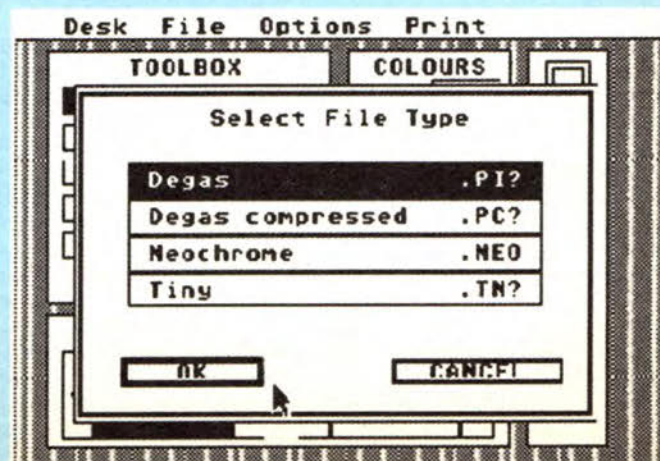 Desk File Options Print
TOOLBOX COLOURS
Select File Type
Degas .PI?
Degas compressed .PC?
Neochrome .NEO
Tiny .TN?
OK CANCEL